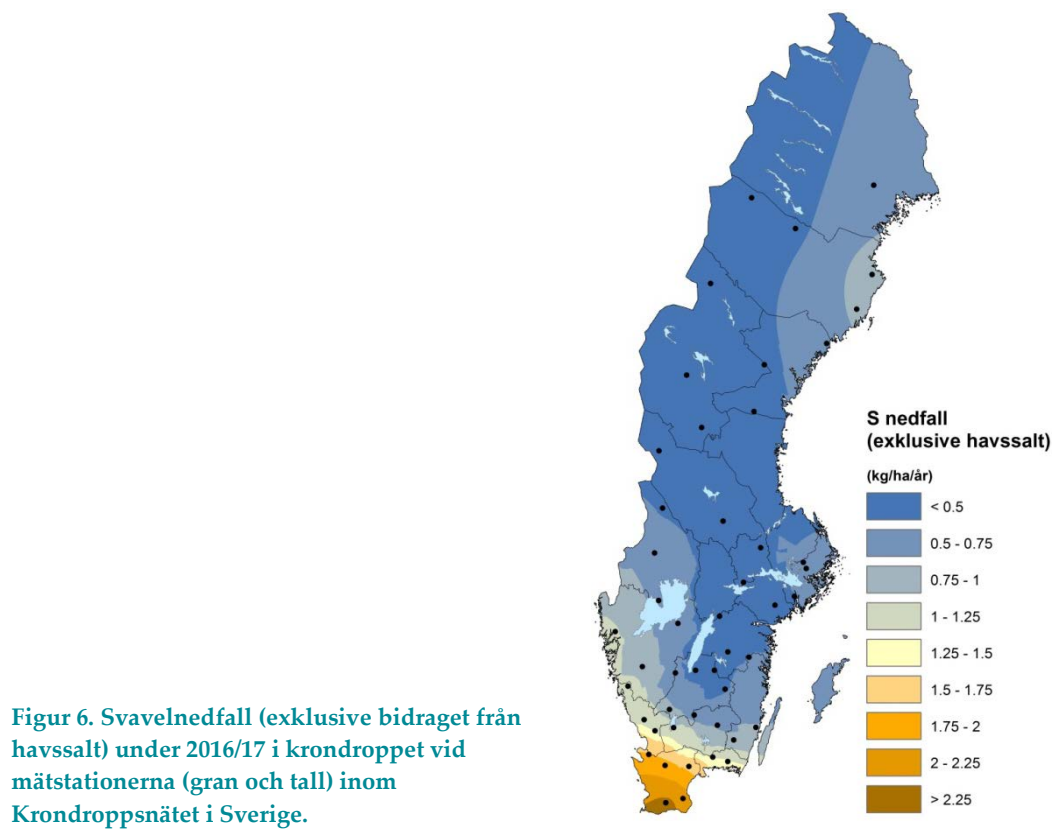 S nedfall
(exklusive havssalt)
(kg/ha/år)
< 0.5
0.5 - 0.75
0.75 - 1
1 - 1.25
1.25 - 1.5
1.5 - 1.75
1.75 - 2
2 - 2.25
> 2.25
Figur 6. Svavelnedfall (exklusive bidraget från
havssalt) under 2016/17 i krondroppet vid
mätstationerna (gran och tall) inom
Krondroppsnätet i Sverige.